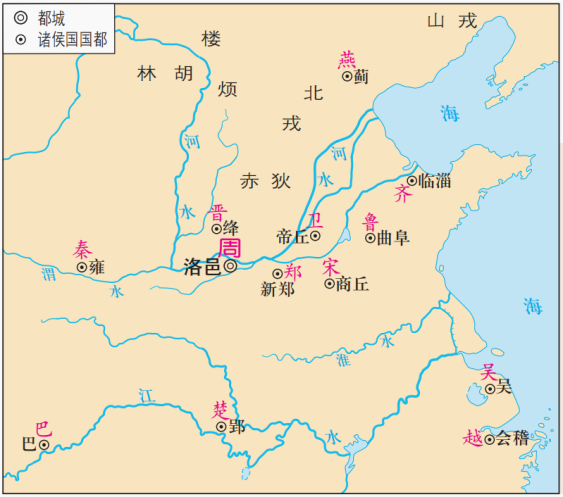 都城
诸侯国国都
山戎
楼烦
林胡
北戎
赤狄
燕
蓟
海
河水
河水
齐
临淄
晋
绛
卫
帝丘
鲁
曲阜
周
洛邑
秦
雍
渭水
郑
新郑
宋
商丘
海
淮水
吴
吴
江水
楚
郢
巴
巴
越
会稽